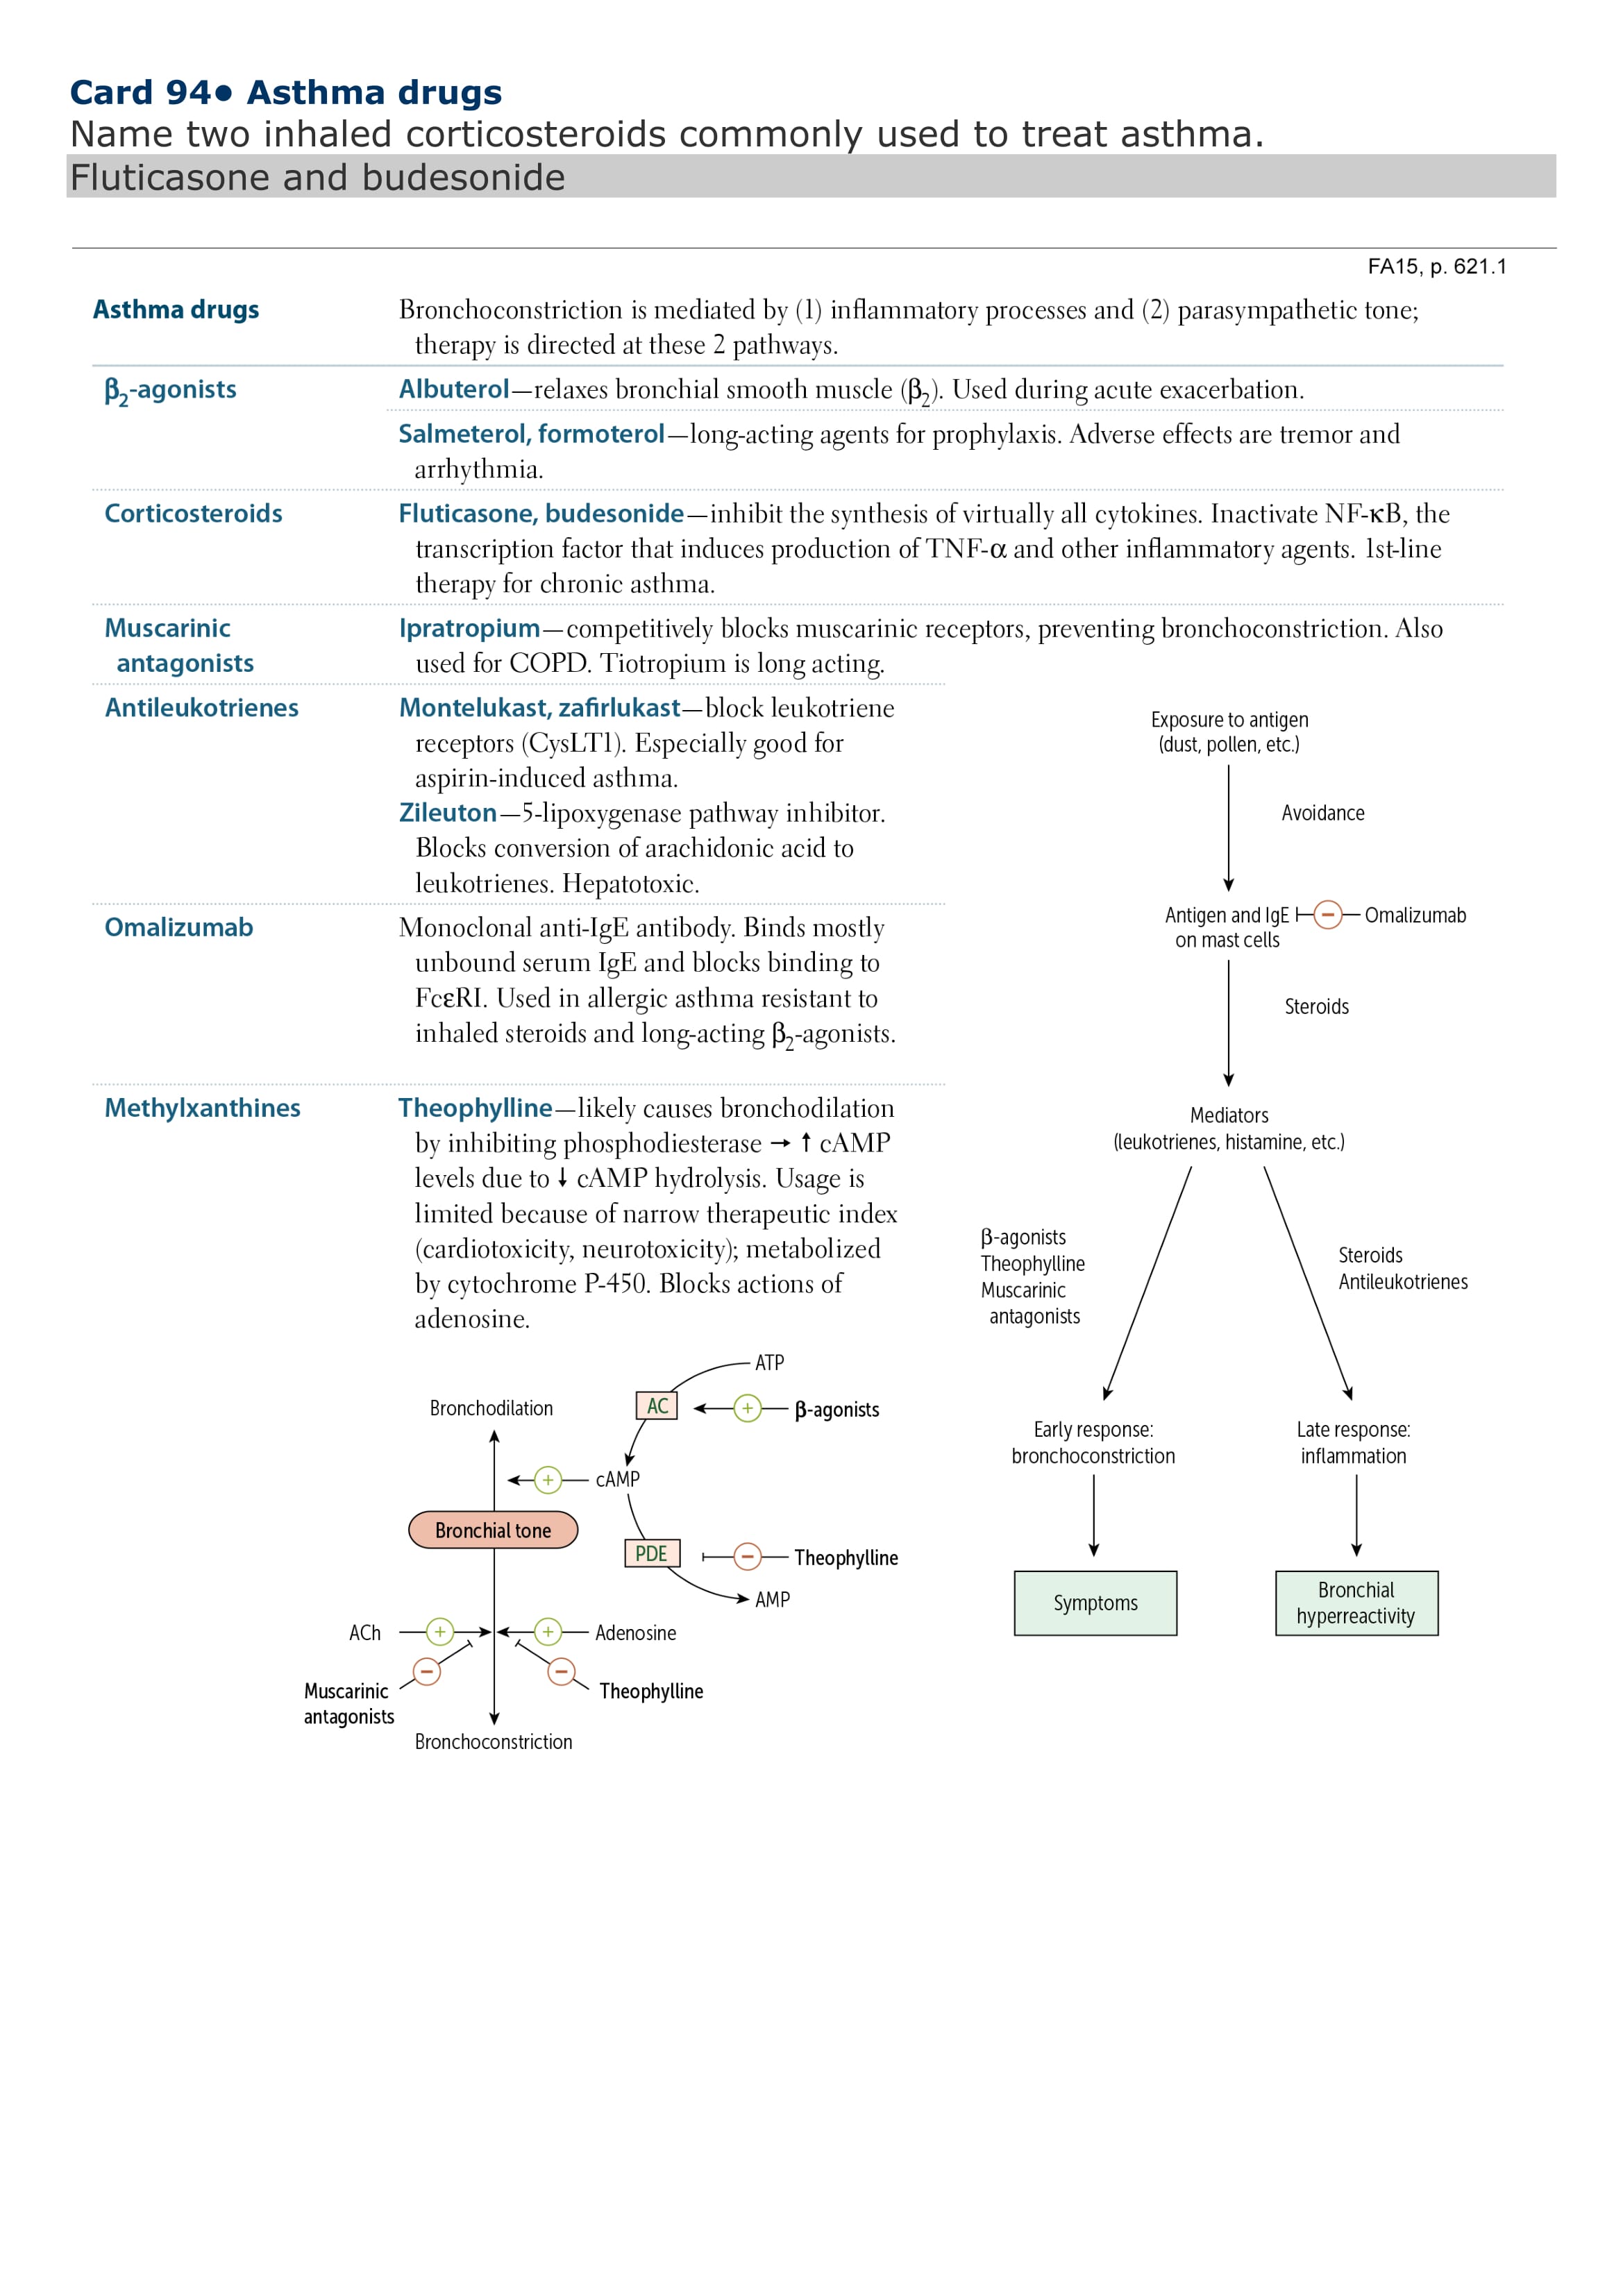 Card 94● Asthma drugs
Name two inhaled corticosteroids commonly used to treat asthma.
Fluticasone and budesonide
FA15, p. 621.1
Asthma drugs
Bronchoconstriction is mediated by (1) inflammatory processes and (2) parasympathetic tone;
therapy is directed at these 2 pathways.
β2-agonists
Albuterol—relaxes bronchial smooth muscle (β2). Used during acute exacerbation.
Salmeterol, formoterol—long-acting agents for prophylaxis. Adverse effects are tremor and
arrhythmia.
Corticosteroids
Fluticasone, budesonide—inhibit the synthesis of virtually all cytokines. Inactivate NF-κB, the
transcription factor that induces production of TNF-α and other inflammatory agents. 1st-line
therapy for chronic asthma.
Muscarinic
antagonists
Ipratropium—competitively blocks muscarinic receptors, preventing bronchoconstriction. Also
used for COPD. Tiotropium is long acting.
Antileukotrienes
Montelukast, zafirlukast—block leukotriene
receptors (CysLT1). Especially good for
aspirin-induced asthma.
Zileuton—5-lipoxygenase pathway inhibitor.
Blocks conversion of arachidonic acid to
leukotrienes. Hepatotoxic.
Omalizumab
Monoclonal anti-IgE antibody. Binds mostly
unbound serum IgE and blocks binding to
FcεRI. Used in allergic asthma resistant to
inhaled steroids and long-acting β2-agonists.
Methylxanthines
Theophylline—likely causes bronchodilation
by inhibiting phosphodiesterase → ↑ cAMP
levels due to ↓ cAMP hydrolysis. Usage is
limited because of narrow therapeutic index
(cardiotoxicity, neurotoxicity); metabolized
by cytochrome P-450. Blocks actions of
adenosine.
ATP
Bronchodilation
AC
+
β-agonists
+
cAMP
Bronchial tone
PDE
−
Theophylline
AMP
ACh
+
+
Adenosine
−
−
Muscarinic
antagonists
Theophylline
Bronchoconstriction
Exposure to antigen
(dust, pollen, etc.)
Avoidance
Antigen and IgE
on mast cells
−
Omalizumab
Steroids
Mediators
(leukotrienes, histamine, etc.)
β-agonists
Theophylline
Muscarinic
antagonists
Steroids
Antileukotrienes
Early response:
bronchoconstriction
Late response:
inflammation
Symptoms
Bronchial
hyperreactivity